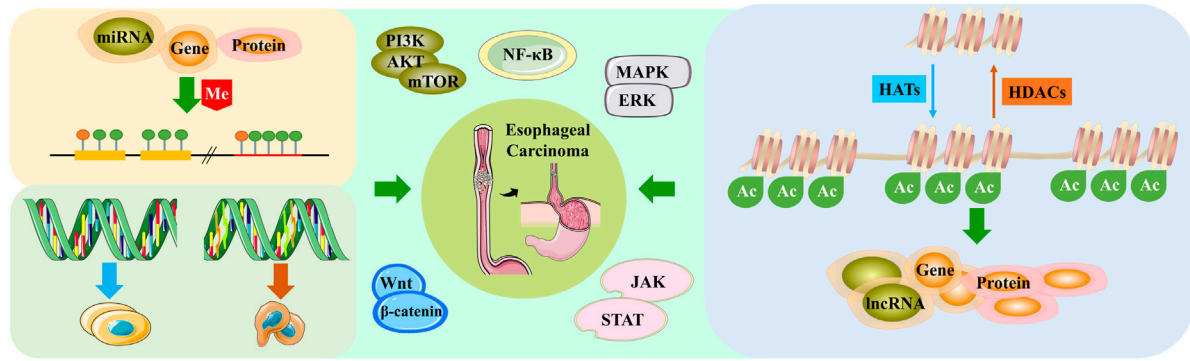 miRNA
Gene
Protein
Me
PI3K
AKT
mTOR
NF-κB
MAPK
ERK
Esophageal
Carcinoma
Wnt
β-catenin
JAK
STAT
HATs
HDACs
Ac
Ac
Ac
Ac
Ac
Ac
Ac
Ac
Ac
Gene
Protein
lncRNA